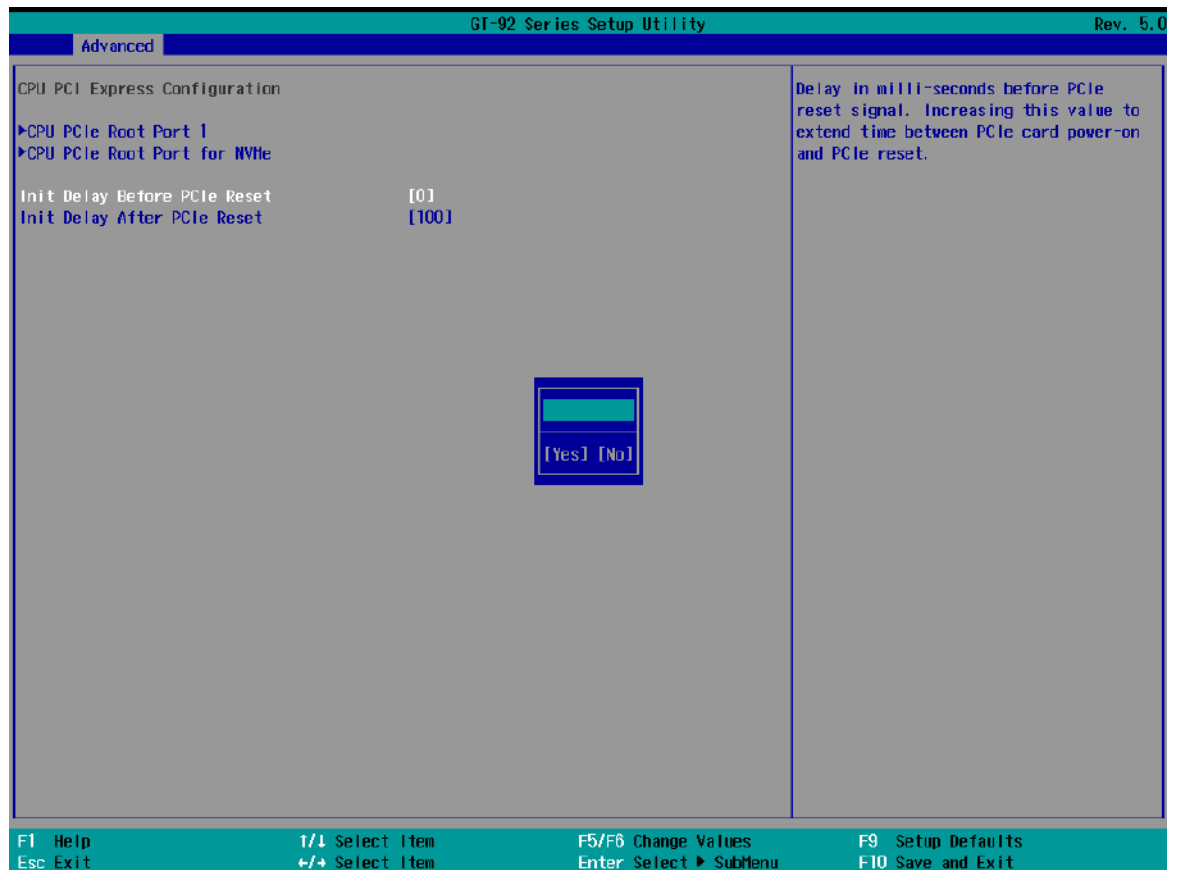 GT-92 Series Setup Utility Rev. 5.0
Advanced
CPU PCI Express Configuration
▶CPU PCIe Root Port 1
▶CPU PCIe Root Port for NVMe
Init Delay Before PCIe Reset [0]
Init Delay After PCIe Reset [100]
Delay in milli-seconds before PCIe
reset signal. Increasing this value to
extend time between PCIe card power-on
and PCIe reset.
[Yes] [No]
F1 Help ↑/↓ Select Item F5/F6 Change Values F9 Setup Defaults
Esc Exit ←/→ Select Item Enter Select ▶ SubMenu F10 Save and Exit